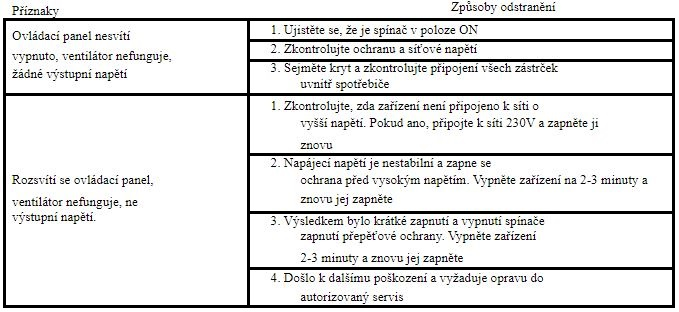 Příznaky
Způsoby odstranění
Ovládací panel nesvítí
vypnuto, ventilátor nefunguje,
žádné výstupní napětí
1. Ujistěte se, že je spínač v poloze ON
2. Zkontrolujte ochranu a síťové napětí
3. Sejměte kryt a zkontrolujte připojení všech zástrček
uvnitř spotřebiče
Rozsvítí se ovládací panel,
ventilátor nefunguje, ne
výstupní napětí.
1. Zkontrolujte, zda zařízení není připojeno k síti o
vyšší napětí. Pokud ano, připojte k síti 230V a zapněte ji
znovu
2. Napájecí napětí je nestabilní a zapne se
ochrana před vysokým napětím. Vypněte zařízení na 2-3 minuty a
znovu jej zapněte
3. Výsledkem bylo krátké zapnutí a vypnutí spínače
zapnutí přepěťové ochrany. Vypněte zařízení
2-3 minuty a znovu jej zapněte
4. Došlo k dalšímu poškození a vyžaduje opravu do
autorizovaný servis